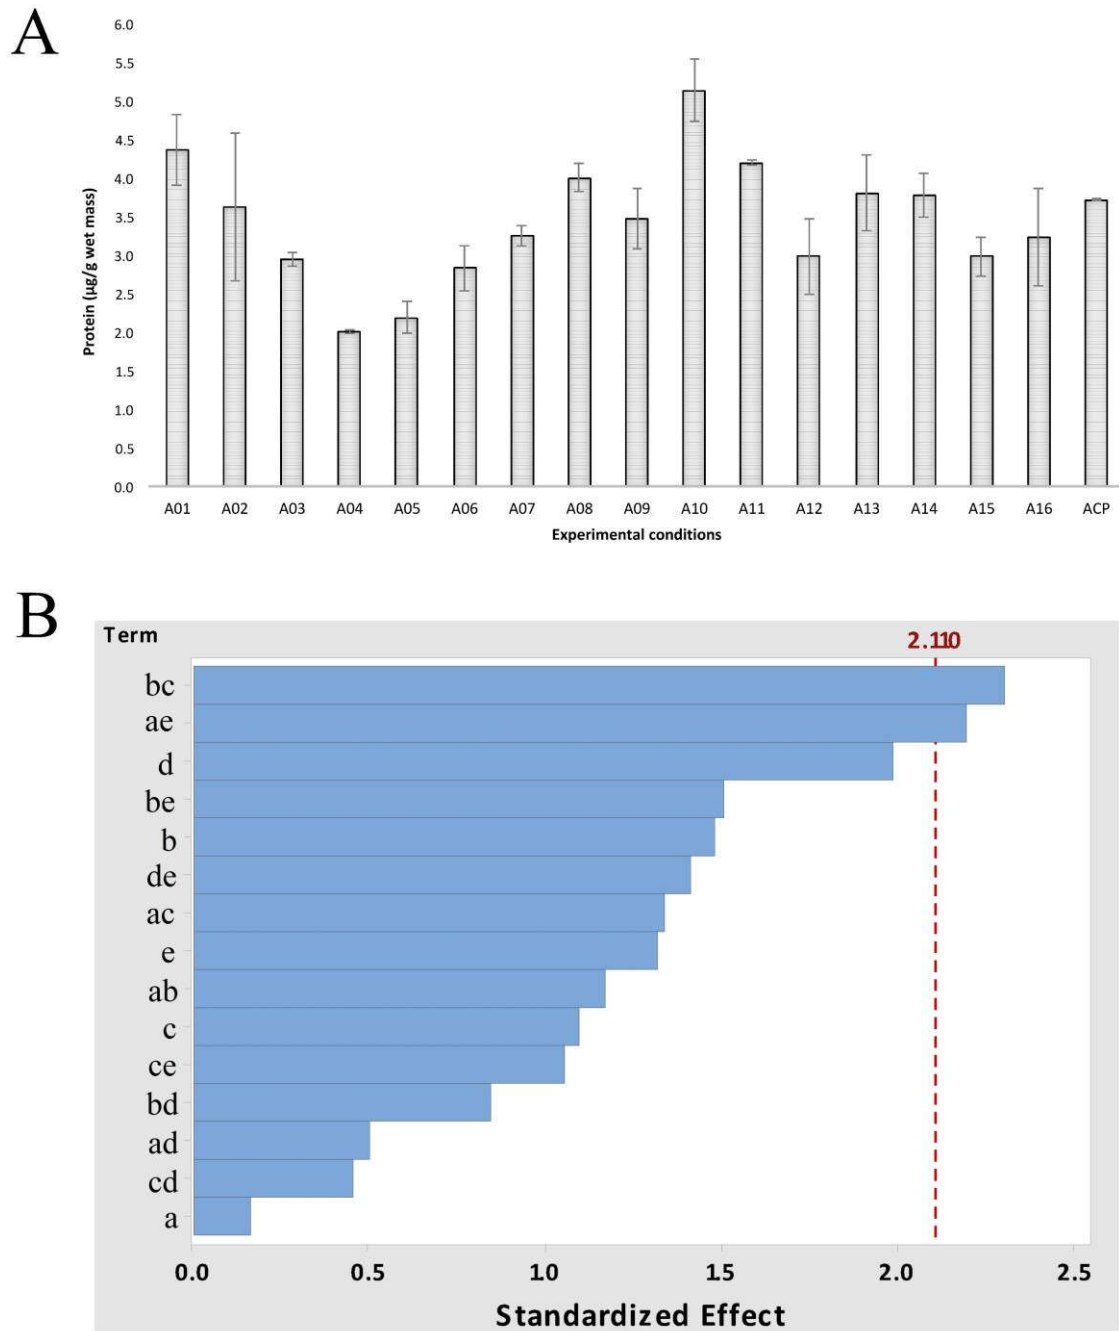 A
6.0
5.5
5.0
4.5
4.0
3.5
3.0
2.5
2.0
1.5
1.0
0.5
0.0
Protein (µg/g wet mass)
A01 A02 A03 A04 A05 A06 A07 A08 A09 A10 A11 A12 A13 A14 A15 A16 ACP
Experimental conditions
B
Term
2.110
bc
ae
d
be
b
de
ac
e
ab
c
ce
bd
ad
cd
a
0.0 0.5 1.0 1.5 2.0 2.5
Standardized Effect